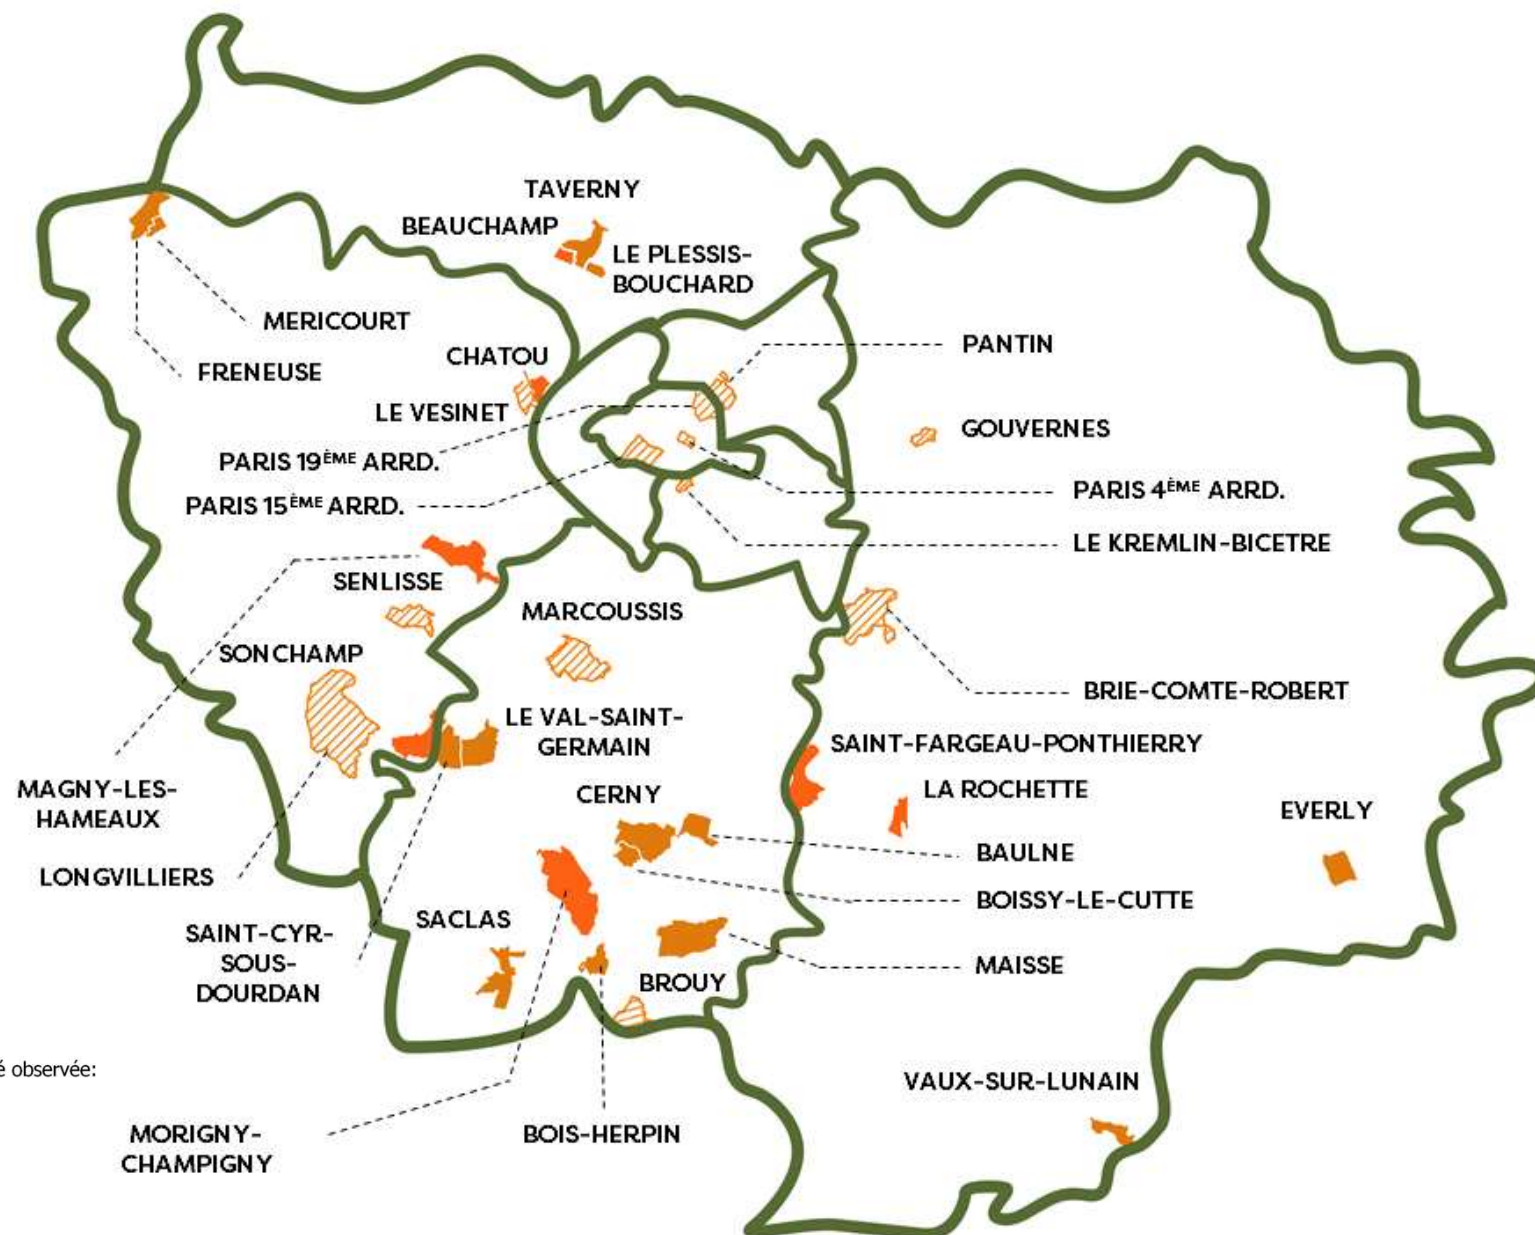 TAVERNY
BEAUCHAMP
LE PLESSIS-
BOUCHARD
MERICOURT
FRENEUSE
CHATOU
LE VESINET
PANTIN
GOUVERNES
PARIS 19ÈME ARRD.
PARIS 15ÈME ARRD.
PARIS 4ÈME ARRD.
LE KREMLIN-BICETRE
SENLISSE
MARCOUSSIS
SONCHAMP
BRIE-COMTE-ROBERT
LE VAL-SAINT-
GERMAIN
SAINT-FARGEAU-PONTHIERRY
MAGNY-LES-
HAMEAUX
CERNY
LA ROCHETTE
EVERLY
BAULNE
LONGVILLIERS
BOISSY-LE-CUTTE
SACLAS
SAINT-CYR-
SOUS-
DOURDAN
MAISSE
BROUY
é observée:
VAUX-SUR-LUNAIN
MORIGNY-
CHAMPIGNY
BOIS-HERPIN